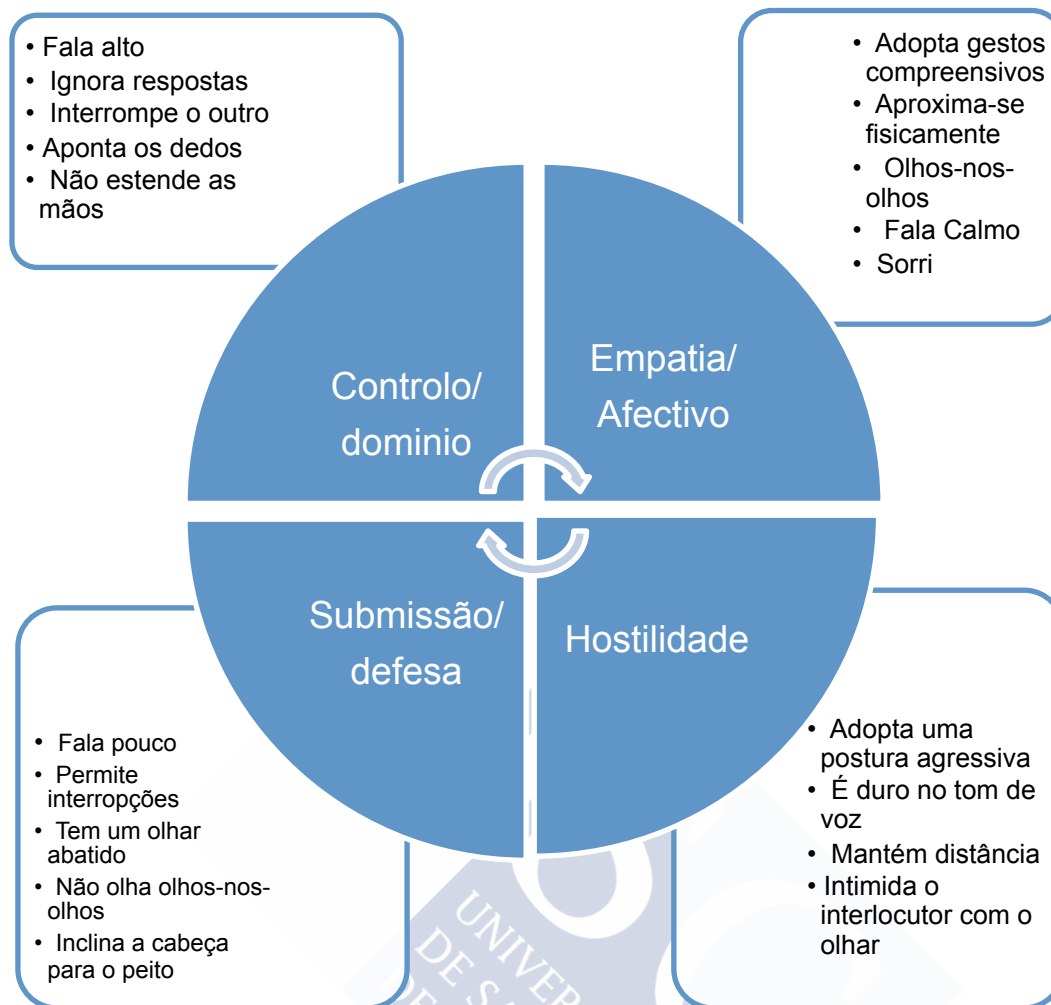 • Fala alto
• Ignora respostas
• Interrompe o outro
• Aponta os dedos
• Não estende as
mãos
• Adopta gestos
compreensivos
• Aproxima-se
fisicamente
• Olhos-nos-
olhos
• Fala Calmo
• Sorri
Controlo/
dominio
Empatia/
Afectivo
Submissão/
defesa
Hostilidade
• Fala pouco
• Permite
interropções
• Tem um olhar
abatido
• Não olha olhos-nos-
olhos
• Inclina a cabeça
para o peito
• Adopta uma
postura agressiva
• É duro no tom de
voz
• Mantém distância
• Intimida o
interlocutor com o
olhar